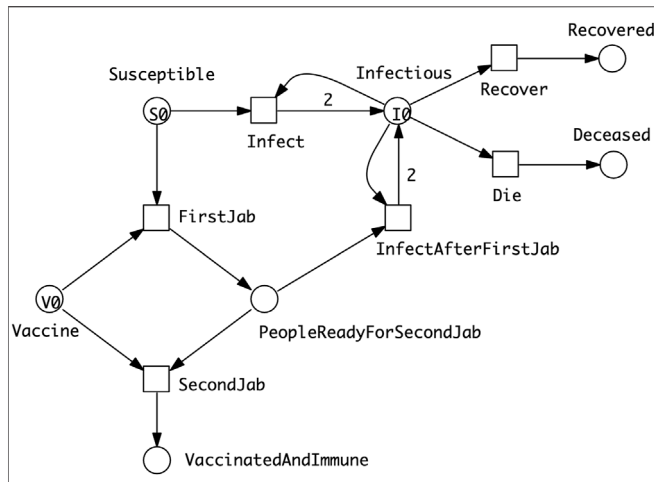 Recovered
Susceptible
Infectious
Recover
S0
2
I0
Infect
Deceased
Die
2
FirstJab
InfectAfterFirstJab
V0
Vaccine
PeopleReadyForSecondJab
SecondJab
VaccinatedAndImmune